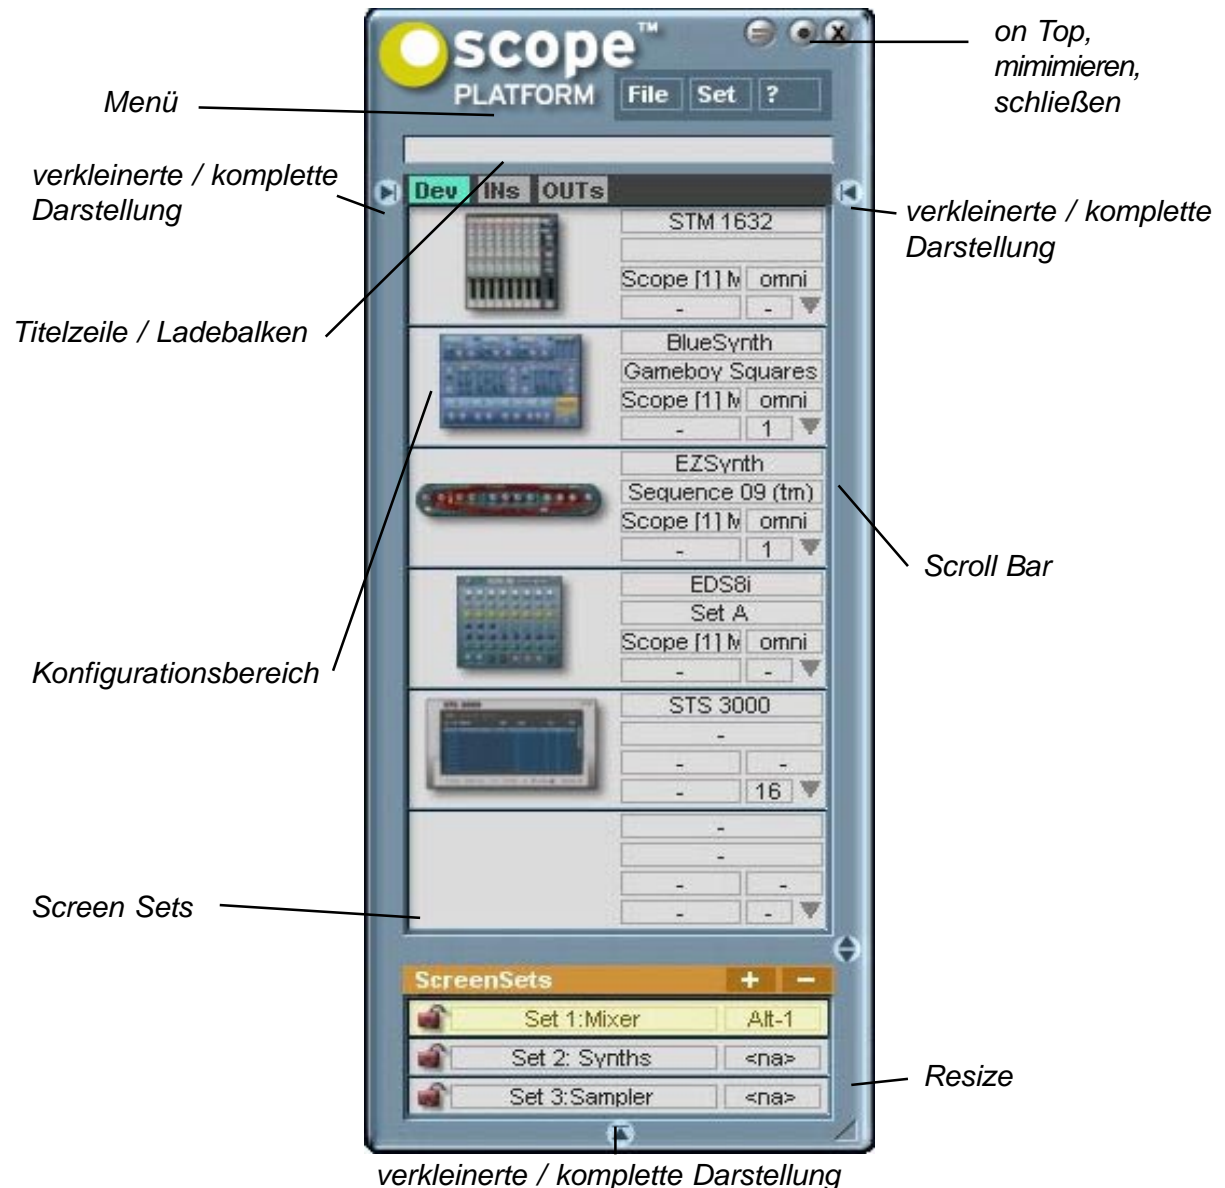 scope™
PLATFORM
File Set ?
on Top,
mimimieren,
schließen
Menü
verkleinerte / komplette
Darstellung
Dev INs OUTs
verkleinerte / komplette
Darstellung
STM 1632
Scope [1] M omni
- -
Titelzeile / Ladebalken
BlueSynth
Gameboy Squares
Scope [1] M omni
- 1
EZSynth
Sequence 09 (tm)
Scope [1] M omni
- 1
Scroll Bar
EDS8i
Set A
Scope [1] M omni
- -
Konfigurationsbereich
STS 3000
STS 3000
-
- -
- 16
-
-
- -
- -
Screen Sets
ScreenSets + -
Set 1:Mixer Alt-1
Set 2: Synths <na>
Set 3:Sampler <na>
Resize
verkleinerte / komplette Darstellung